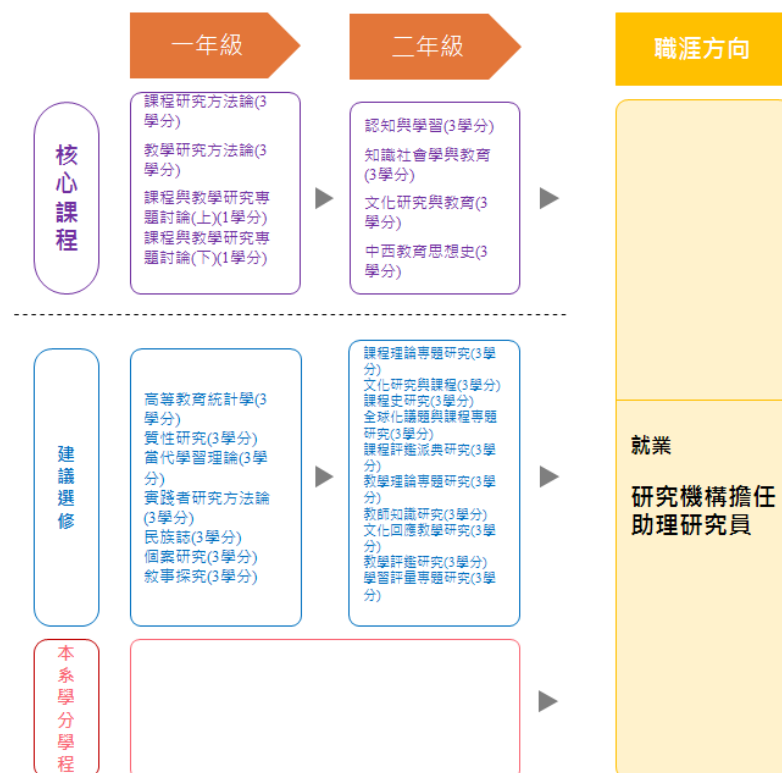 一年級
二年級
職涯方向
核心課程
課程研究方法論(3
學分)
教學研究方法論(3
學分)
課程與教學研究專
題討論(上)(1學分)
課程與教學研究專
題討論(下)(1學分)
認知與學習(3學分)
知識社會學與教育
(3學分)
文化研究與教育(3
學分)
中西教育思想史(3
學分)
建議選修
高等教育統計學(3
學分)
質性研究(3學分)
當代學習理論(3學
分)
實踐者研究方法論
(3學分)
民族誌(3學分)
個案研究(3學分)
敘事探究(3學分)
課程理論專題研究(3學
分)
文化研究與課程(3學分)
課程史研究(3學分)
全球化議題與課程專題
研究(3學分)
課程評鑑派典研究(3學
分)
教學理論專題研究(3學
分)
教師知識研究(3學分)
文化回應教學研究(3學
分)
教學評鑑研究(3學分)
學習評量專題研究(3學
分)
就業
研究機構擔任
助理研究員
本系學分學程